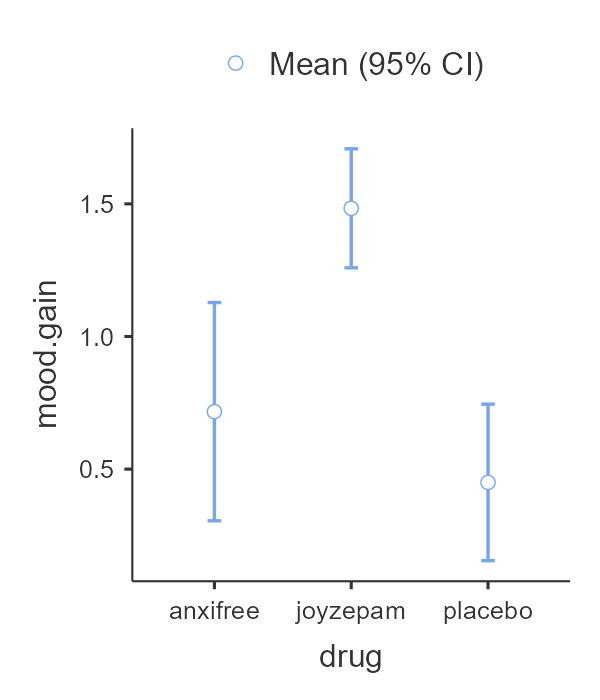 Mean (95% CI)
mood.gain
1.5
1.0
0.5
anxifree joyzepam placebo
drug